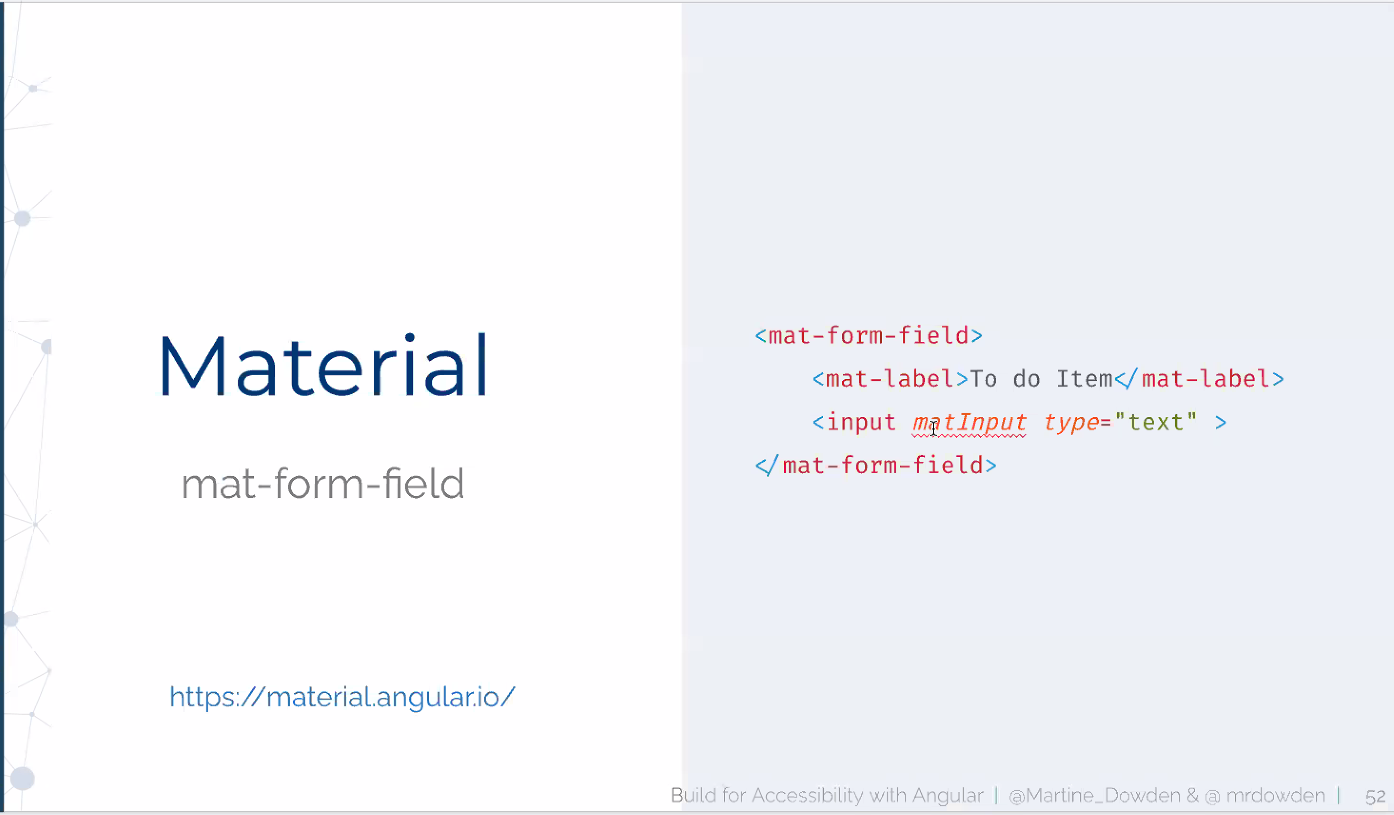 Material
mat-form-field
https://material.angular.io/
<mat-form-field>
<mat-label>To do Item</mat-label>
<input matInput type="text" >
</mat-form-field>
Build for Accessibility with Angular | @Martine_Dowden & @ mrdowden | 52